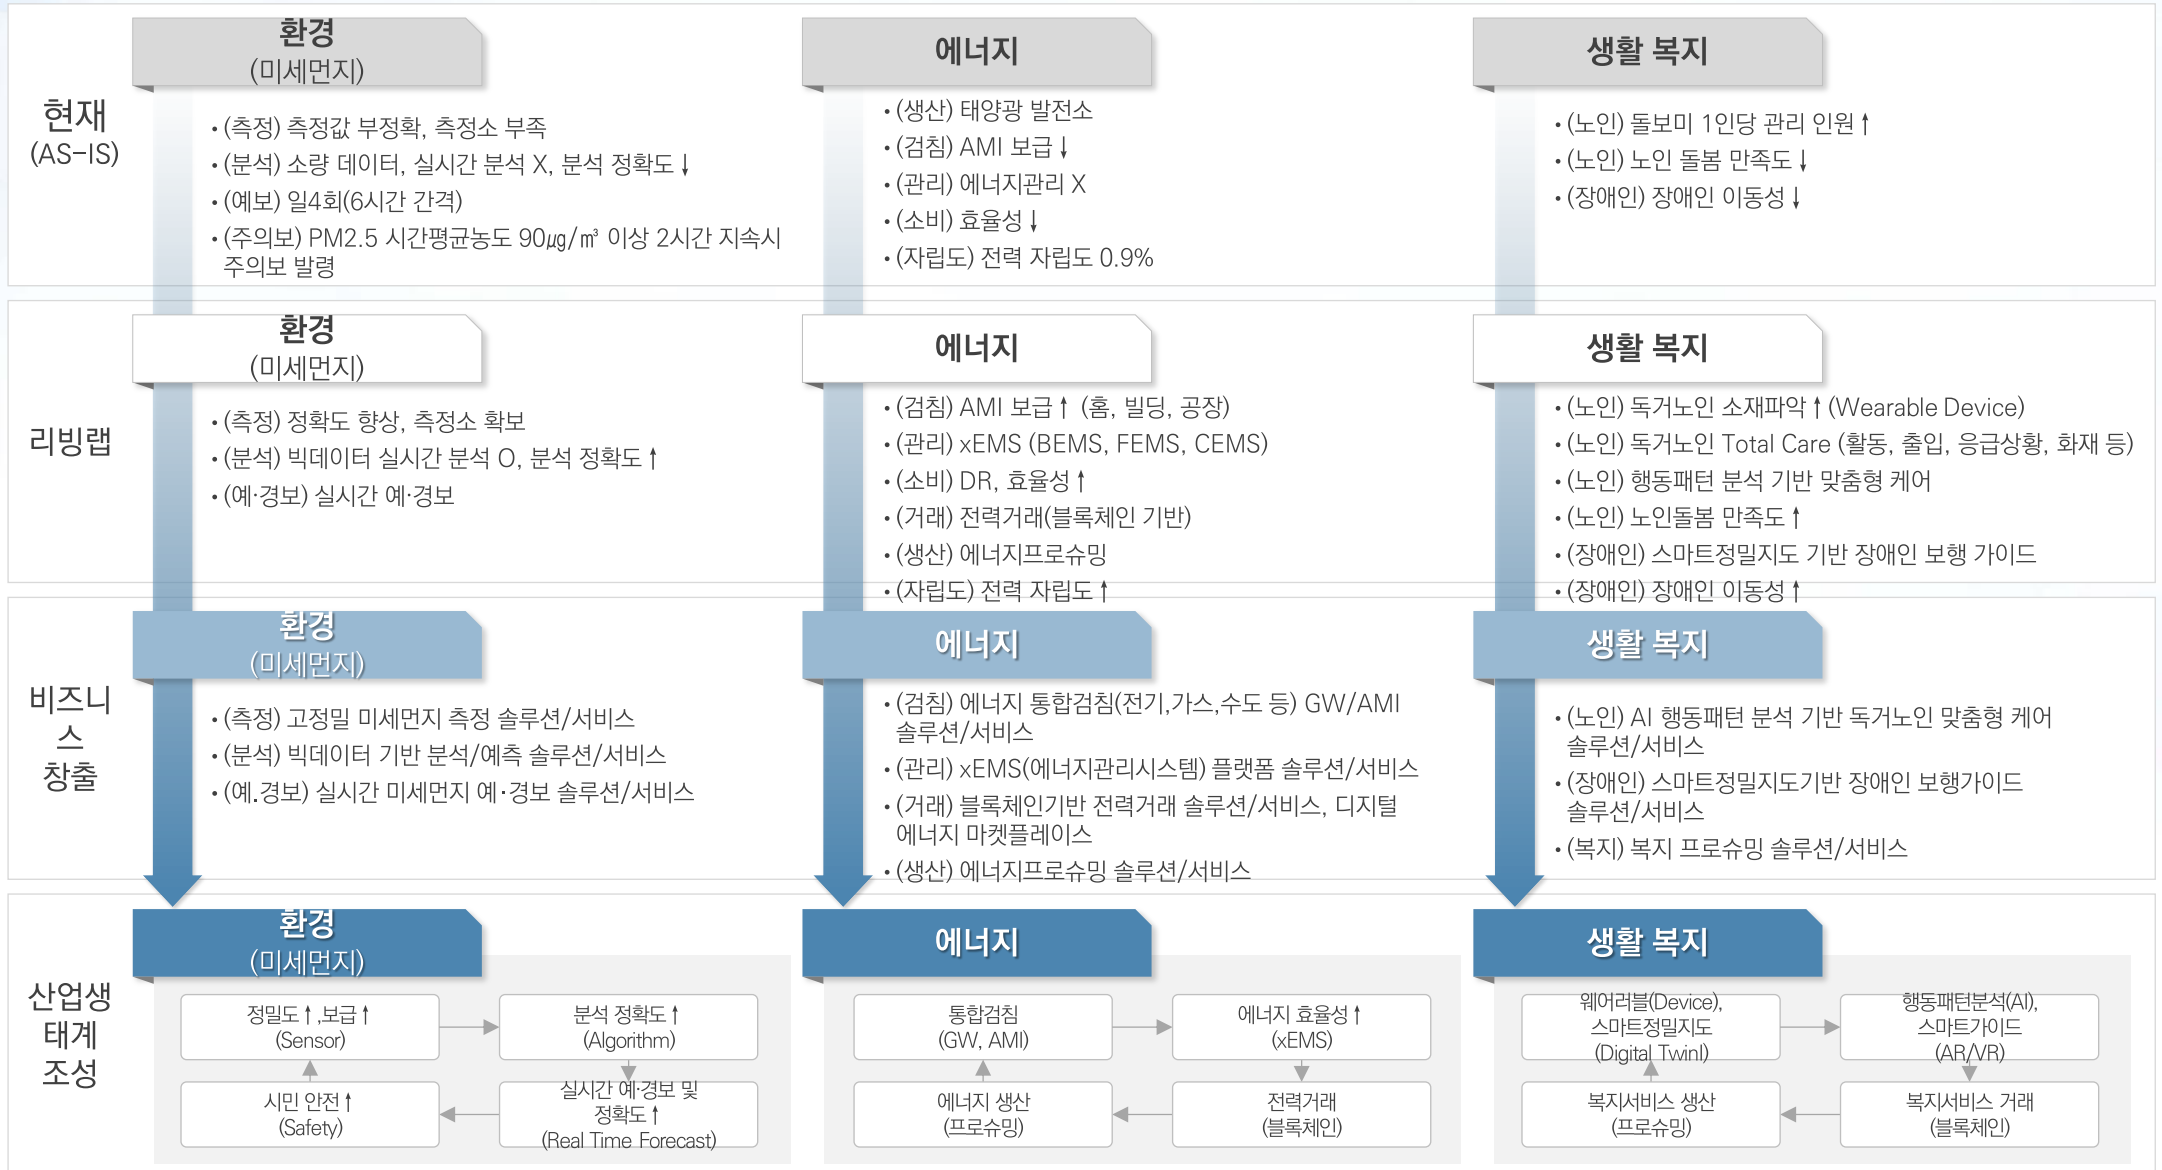 현재
(AS-IS)
환경
(미세먼지)
• (측정) 측정값 부정확, 측정소 부족
• (분석) 소량 데이터, 실시간 분석 X, 분석 정확도↓
• (예보) 일4회(6시간 간격)
• (주의보) PM2.5 시간평균농도 90㎍/㎥ 이상 2시간 지속시
주의보 발령
에너지
• (생산) 태양광 발전소
• (검침) AMI 보급↓
• (관리) 에너지관리 X
• (소비) 효율성↓
• (자립도) 전력 자립도 0.9%
생활 복지
• (노인) 돌보미 1인당 관리 인원↑
• (노인) 노인 돌봄 만족도↓
• (장애인) 장애인 이동성↓
리빙랩
환경
(미세먼지)
• (측정) 정확도 향상, 측정소 확보
• (분석) 빅데이터 실시간 분석 O, 분석 정확도↑
• (예·경보) 실시간 예·경보
에너지
• (검침) AMI 보급↑ (홈, 빌딩, 공장)
• (관리) xEMS (BEMS, FEMS, CEMS)
• (소비) DR, 효율성↑
• (거래) 전력거래(블록체인 기반)
• (생산) 에너지프로슈밍
• (자립도) 전력 자립도↑
생활 복지
• (노인) 독거노인 소재파악↑(Wearable Device)
• (노인) 독거노인 Total Care (활동, 출입, 응급상황, 화재 등)
• (노인) 행동패턴 분석 기반 맞춤형 케어
• (노인) 노인돌봄 만족도↑
• (장애인) 스마트정밀지도 기반 장애인 보행 가이드
• (장애인) 장애인 이동성↑
비즈니
스
창출
환경
(미세먼지)
• (측정) 고정밀 미세먼지 측정 솔루션/서비스
• (분석) 빅데이터 기반 분석/예측 솔루션/서비스
• (예.경보) 실시간 미세먼지 예·경보 솔루션/서비스
에너지
• (검침) 에너지 통합검침(전기,가스,수도 등) GW/AMI
솔루션/서비스
• (관리) xEMS(에너지관리시스템) 플랫폼 솔루션/서비스
• (거래) 블록체인기반 전력거래 솔루션/서비스, 디지털
에너지 마켓플레이스
• (생산) 에너지프로슈밍 솔루션/서비스
생활 복지
• (노인) AI 행동패턴 분석 기반 독거노인 맞춤형 케어
솔루션/서비스
• (장애인) 스마트정밀지도기반 장애인 보행가이드
솔루션/서비스
• (복지) 복지 프로슈밍 솔루션/서비스
산업생
태계
조성
환경
(미세먼지)
정밀도↑,보급↑
(Sensor)
분석 정확도↑
(Algorithm)
시민 안전↑
(Safety)
실시간 예·경보 및
정확도↑
(Real Time Forecast)
에너지
통합검침
(GW, AMI)
에너지 효율성↑
(xEMS)
에너지 생산
(프로슈밍)
전력거래
(블록체인)
생활 복지
웨어러블(Device),
스마트정밀지도
(Digital Twinl)
행동패턴분석(AI),
스마트가이드
(AR/VR)
복지서비스 생산
(프로슈밍)
복지서비스 거래
(블록체인)